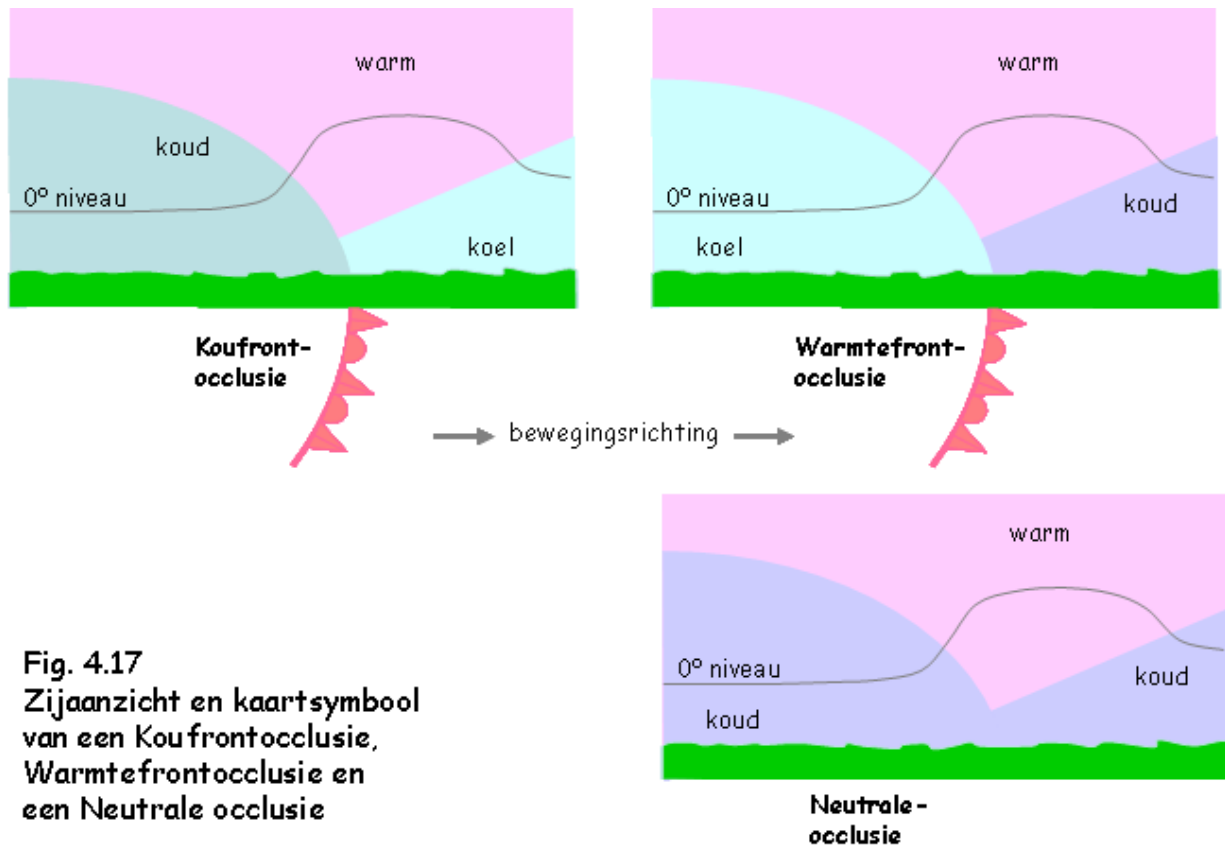 warm
koud
0° niveau
koel
Koufront-
occlusie
warm
0° niveau
koud
koel
Warmtefront-
occlusie
bewegingsrichting
warm
0° niveau
koud
koud
Neutrale-
occlusie
Fig. 4.17
Zijaanzicht en kaartsymbool
van een Koufrontocclusie,
Warmtefrontocclusie en
een Neutrale occlusie